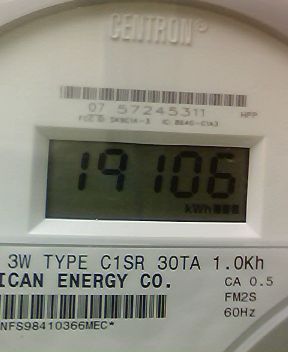 CENTRON®
07 57245311 HPP
19106
kWh
3W TYPE C1SR 30TA 1.0Kh
ICAN ENERGY CO. CA 0.5
FM2S
NFS98410366MEC* 60Hz